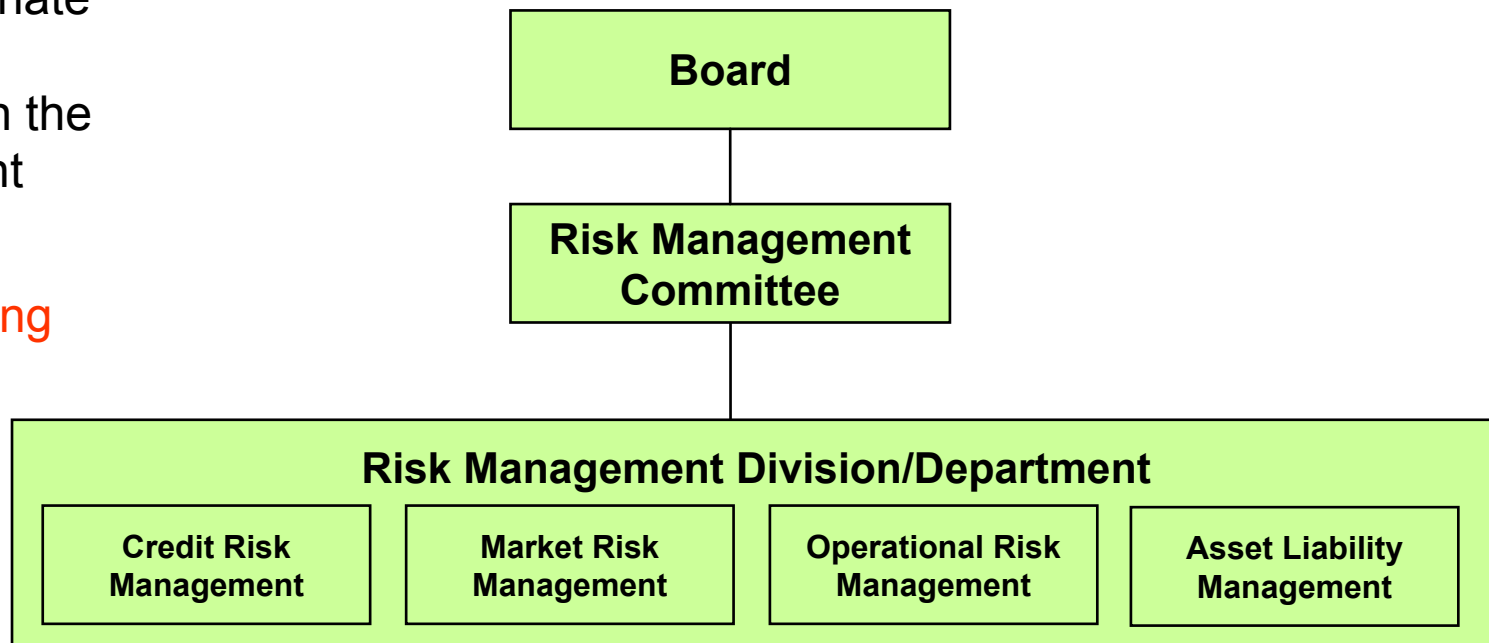 Board
Risk Management
Committee
the
Risk Management Division/Department
Credit Risk
Management
Market Risk
Management
Operational Risk
Management
Asset Liability
Management